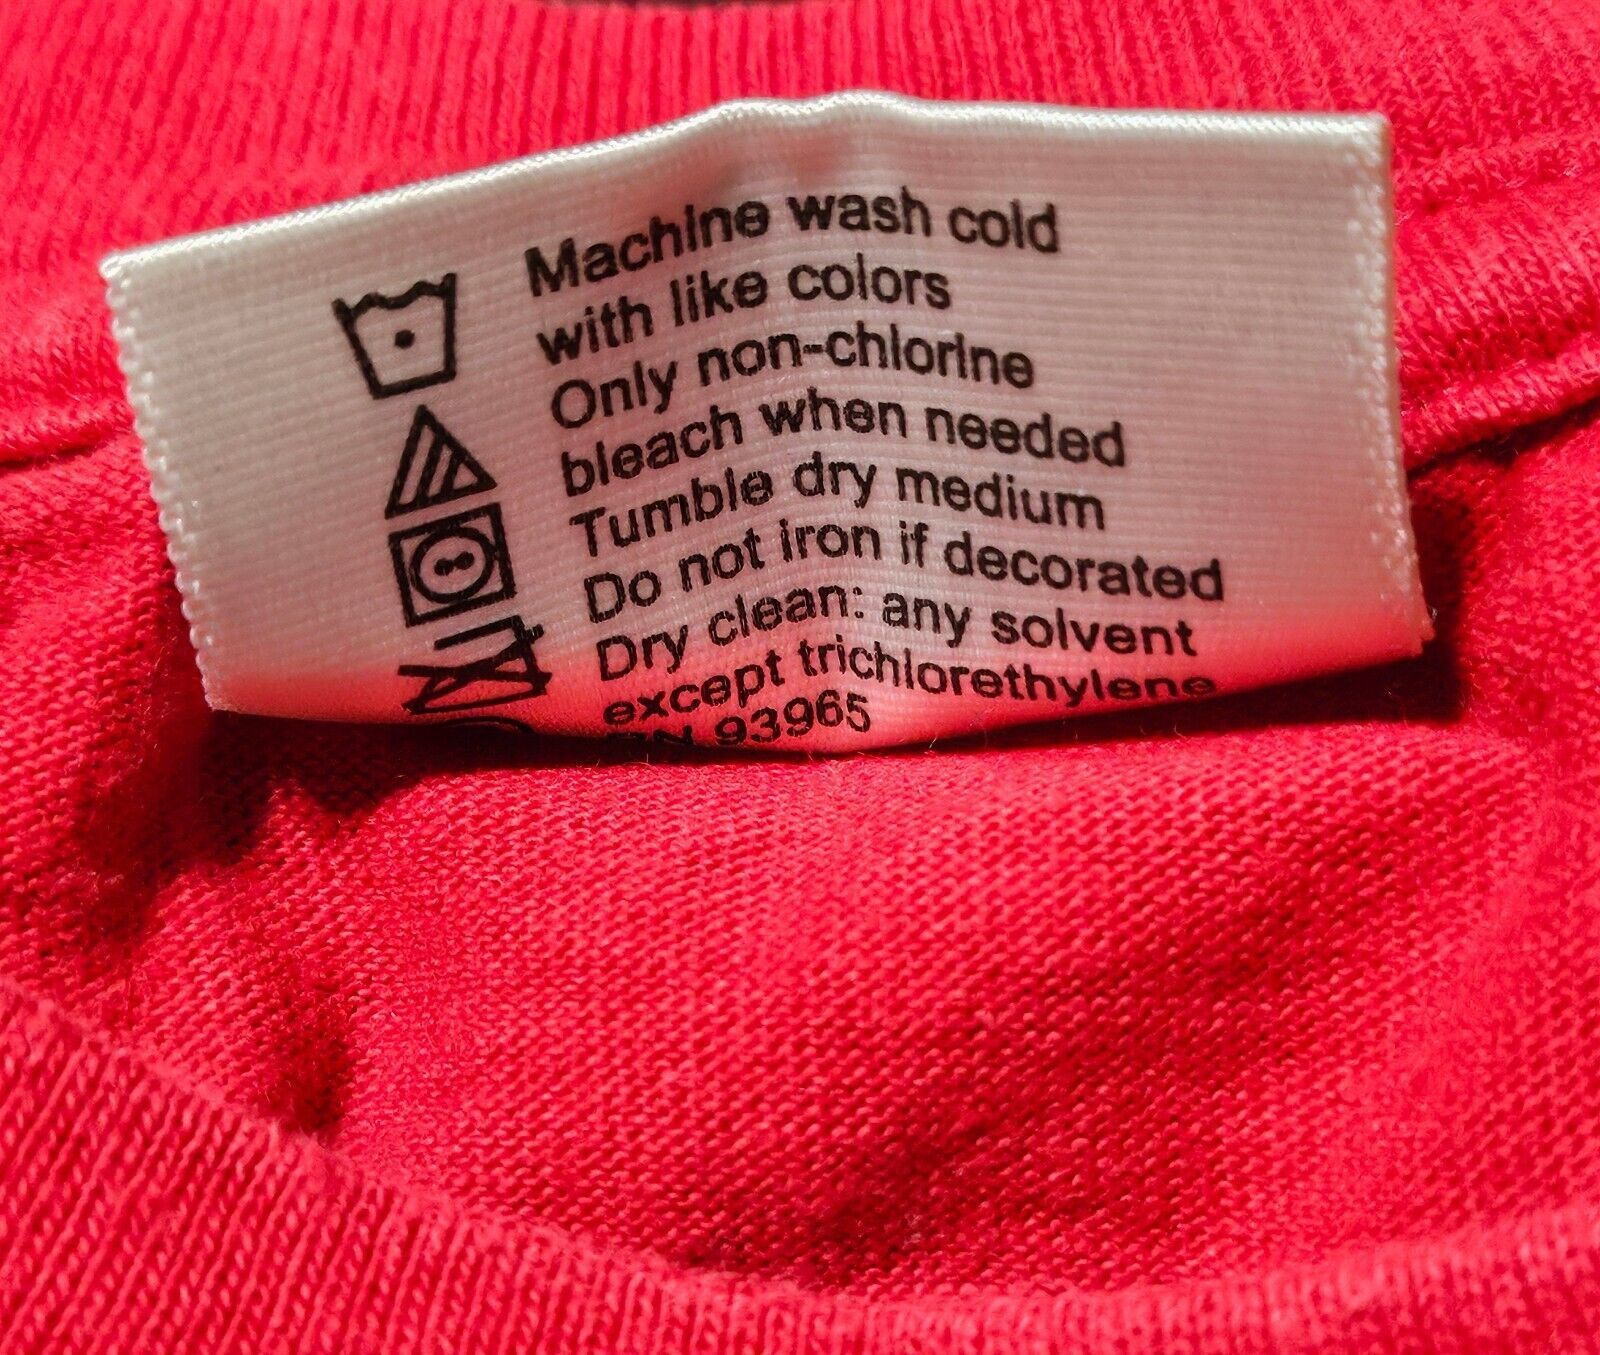 Machine wash cold
with like colors
Only non-chlorine
bleach when needed
Tumble dry medium
Do not iron if decorated
Dry clean: any solvent
except trichlorethylene
RN 93965